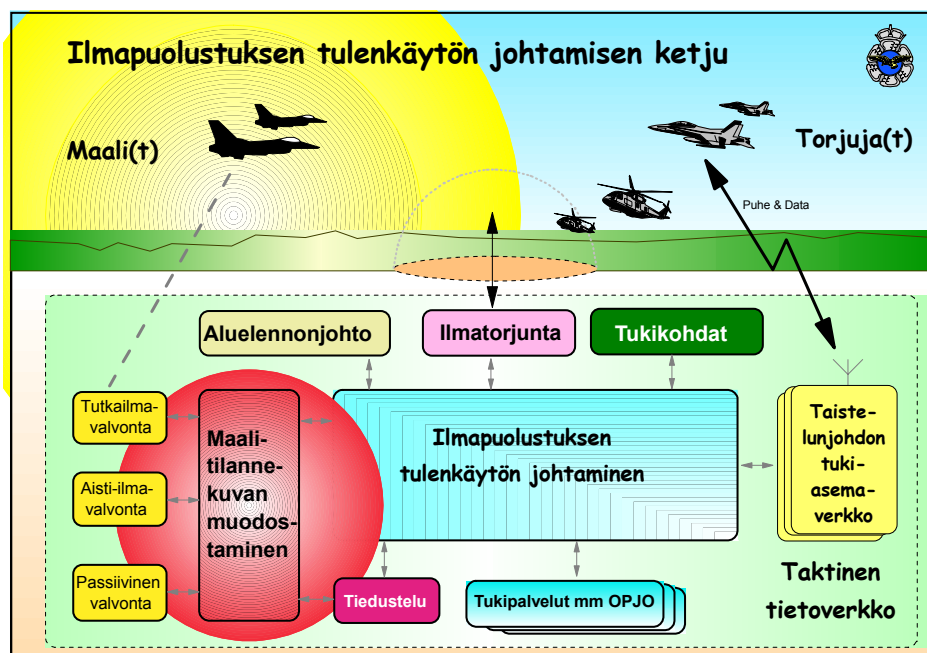 Ilmapuolustuksen tulenkäytön johtamisen ketju
Maali(t)
Torjuja(t)
Puhe & Data
Aluelennonjohto
Ilmatorjunta
Tukikohdat
Tutkailma-
valvonta
Aisti-ilma-
valvonta
Passiivinen
valvonta
Maali-
tilanne-
kuvan
muodos-
taminen
Ilmapuolustuksen
tulenkäytön johtaminen
Taiste-
lunjohdon
tuki-
asema-
verkko
Tiedustelu
Tukipalvelut mm OPJO
Taktinen
tietoverkko